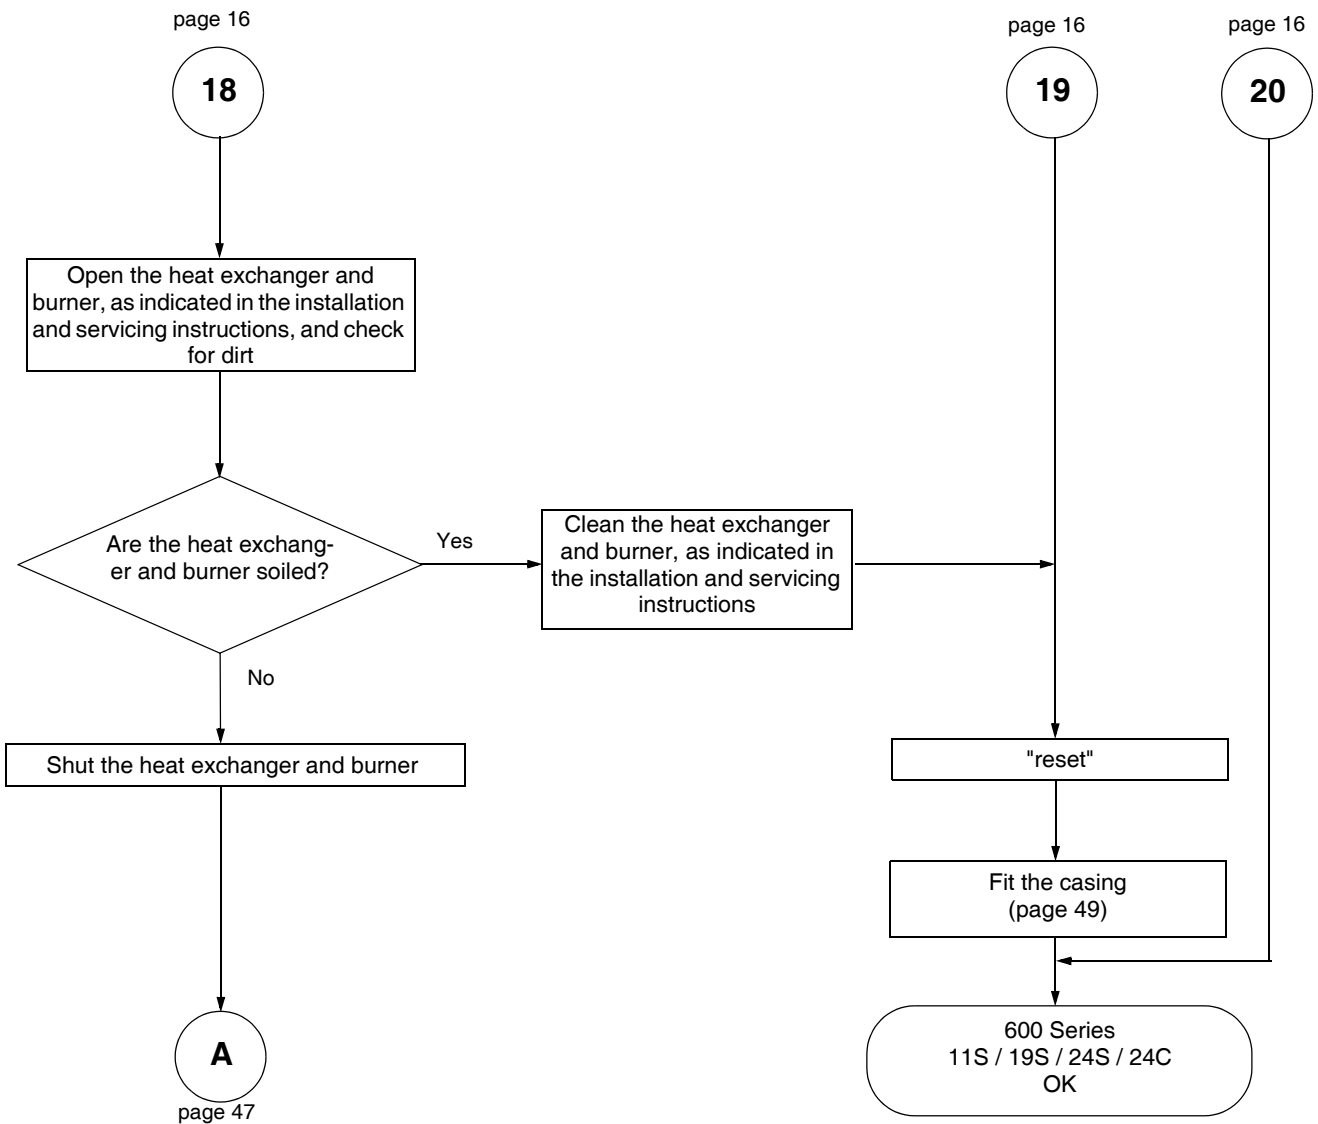 page 16
page 16
page 16
18
19
20
Open the heat exchanger and
burner, as indicated in the installation
and servicing instructions, and check
for dirt
Are the heat exchang-
er and burner soiled?
Yes
Clean the heat exchanger
and burner, as indicated in
the installation and servicing
instructions
No
Shut the heat exchanger and burner
"reset"
Fit the casing
(page 49)
A
page 47
600 Series
11S / 19S / 24S / 24C
OK